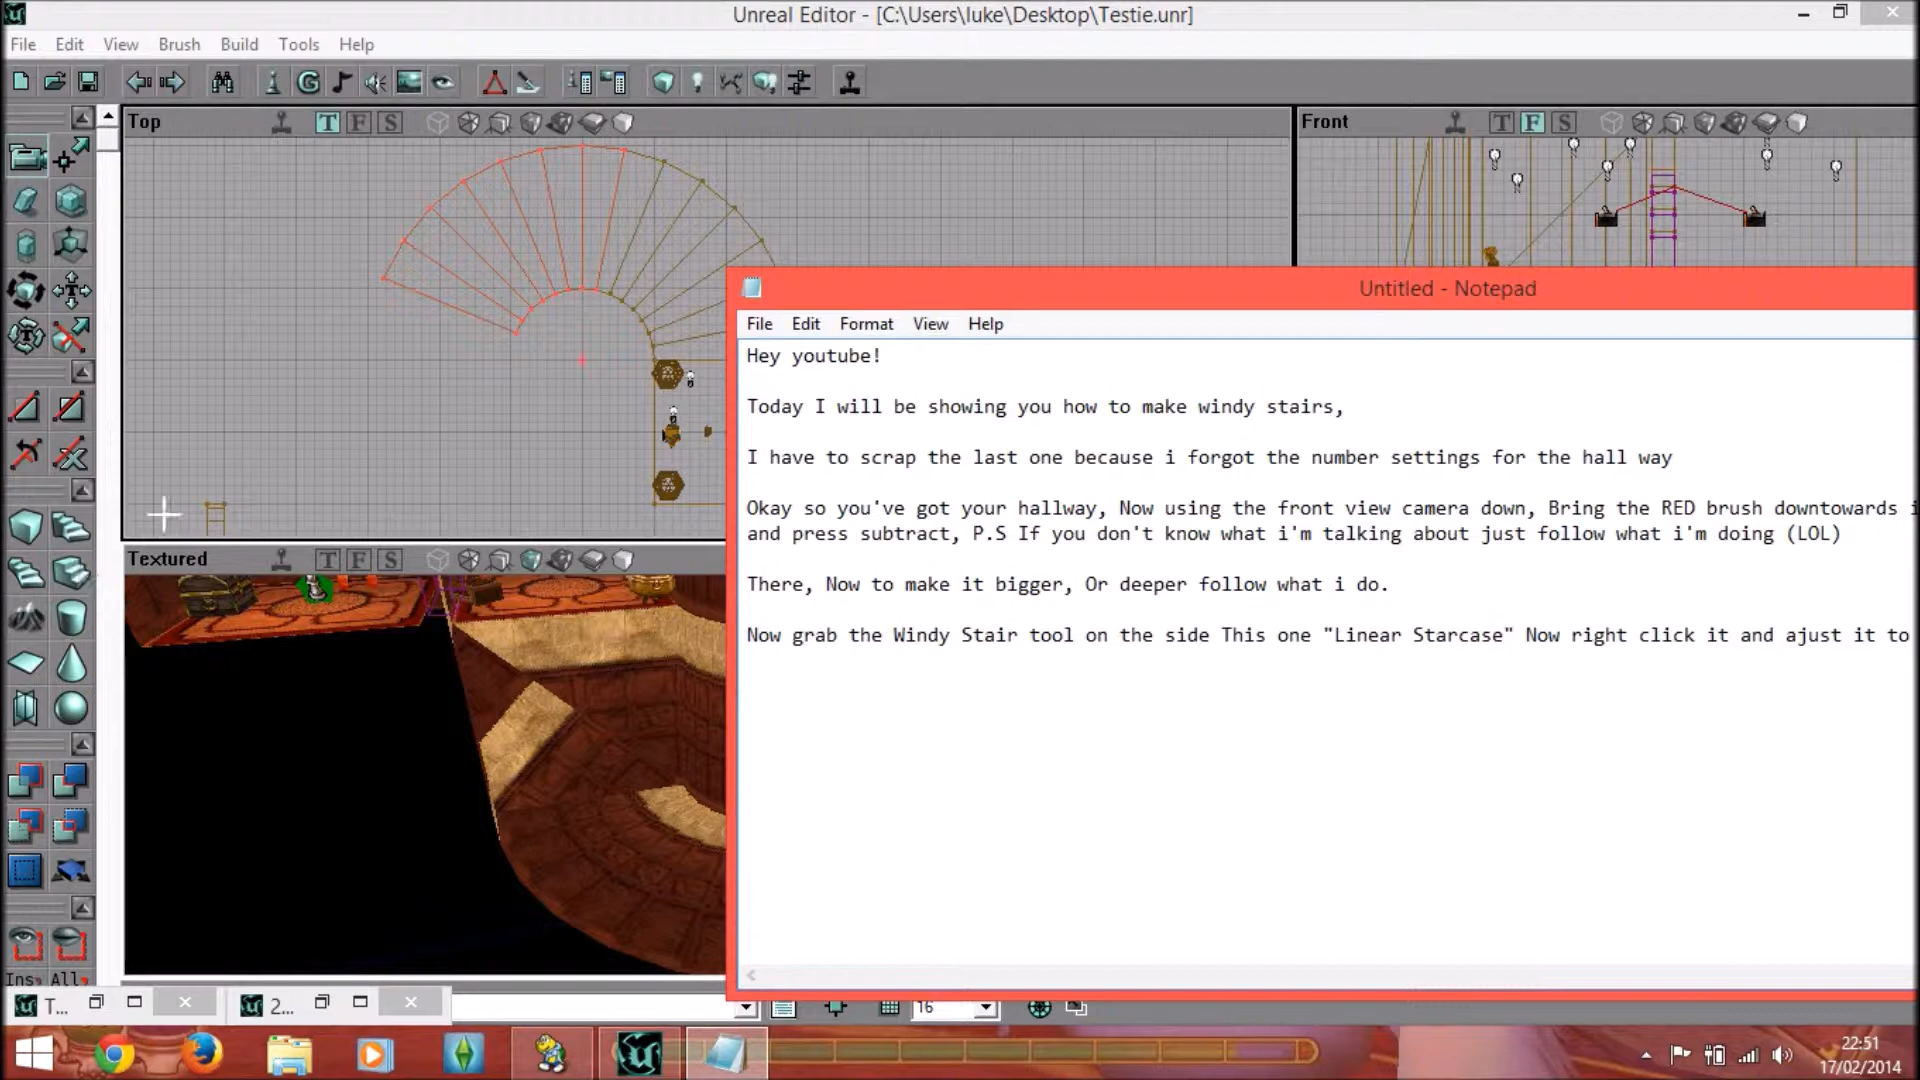 Unreal Editor - [C:\Users\luke\Desktop\Testie.unr]
File Edit View Brush Build Tools Help
Top T F S
Front T F S
Untitled - Notepad
File Edit Format View Help
Hey youtube!
Today I will be showing you how to make windy stairs,
I have to scrap the last one because i forgot the number settings for the hall way
Okay so you've got your hallway, Now using the front view camera down, Bring the RED brush downtowards i
and press subtract, P.S If you don't know what i'm talking about just follow what i'm doing (LOL)
Textured T F S
There, Now to make it bigger, Or deeper follow what i do.
Now grab the Windy Stair tool on the side This one "Linear Starcase" Now right click it and ajust it to
T...
2...
16
22:51
17/02/2014